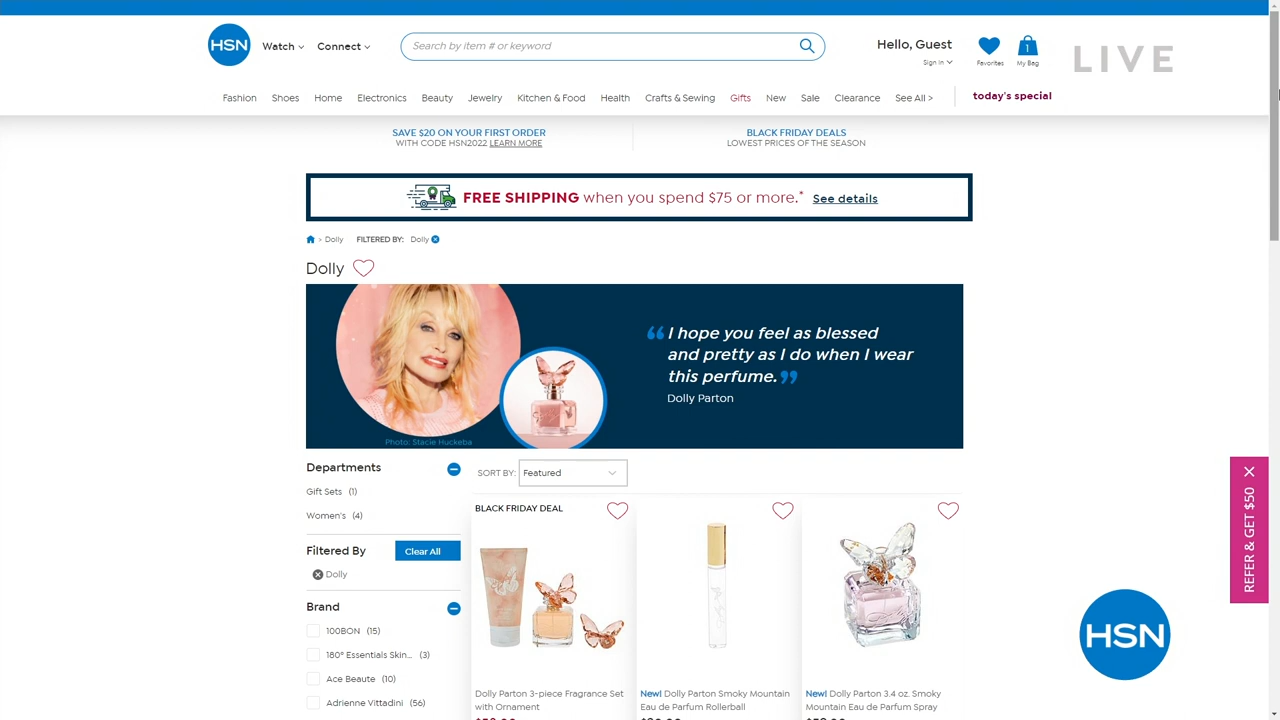 HSN
Watch
Connect
Search by item # or keyword
Hello, Guest
Sign In
Favorites
1
My Bag
LIVE
Fashion
Shoes
Home
Electronics
Beauty
Jewelry
Kitchen & Food
Health
Crafts & Sewing
Gifts
New
Sale
Clearance
See All >
today's special
SAVE $20 ON YOUR FIRST ORDER
WITH CODE HSN2022 LEARN MORE
BLACK FRIDAY DEALS
LOWEST PRICES OF THE SEASON
FREE SHIPPING when you spend $75 or more.* See details
> Dolly FILTERED BY: Dolly
Dolly
“ I hope you feel as blessed
and pretty as I do when I wear
this perfume. ”
Dolly Parton
Photo: Stacie Huckeba
Departments
Gift Sets (1)
Women's (4)
Filtered By
Clear All
Dolly
Brand
100BON (15)
180º Essentials Skin... (3)
Ace Beaute (10)
Adrienne Vittadini (56)
SORT BY: Featured
BLACK FRIDAY DEAL
Dolly Parton 3-piece Fragrance Set
with Ornament
New! Dolly Parton Smoky Mountain
Eau de Parfum Rollerball
New! Dolly Parton 3.4 oz. Smoky
Mountain Eau de Parfum Spray
REFER & GET $50
HSN